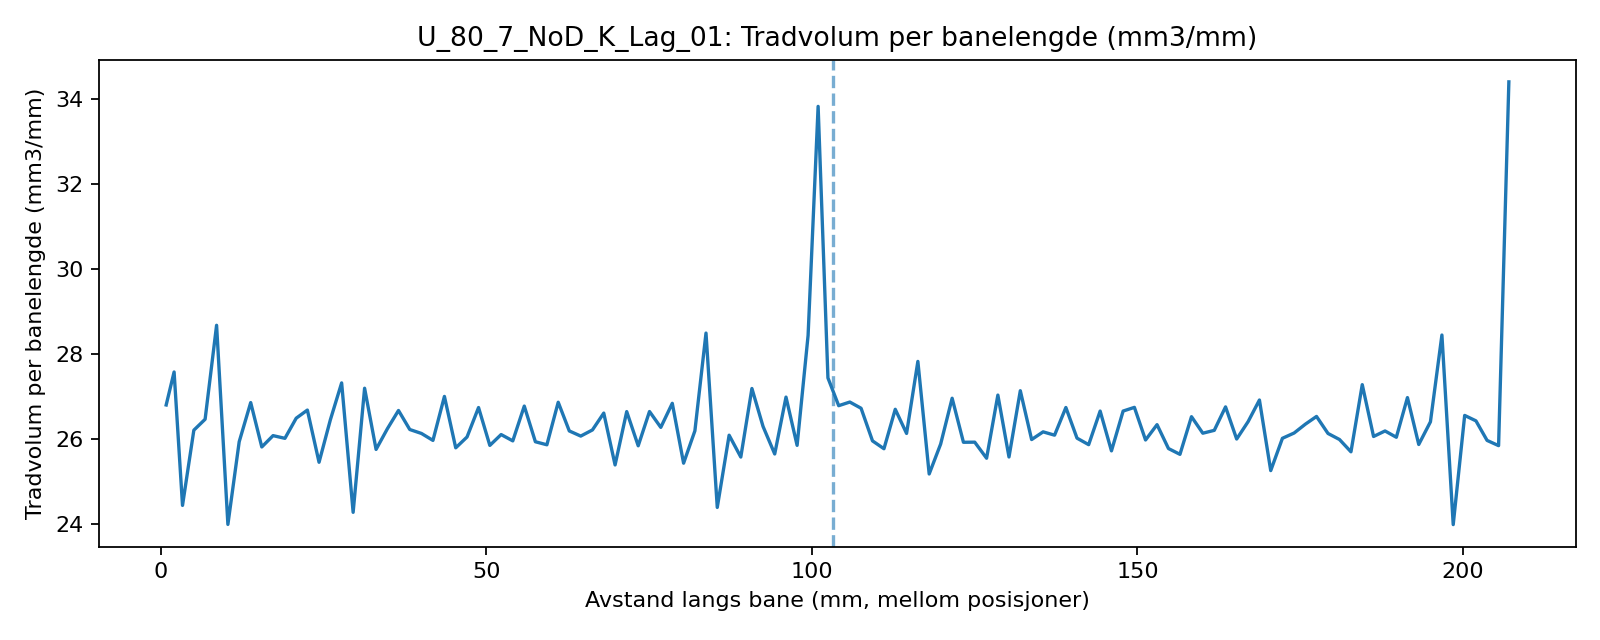 U_80_7_NoD_K_Lag_01: Tradvolum per banelengde (mm3/mm)
Tradvolum per banelengde (mm3/mm)
34
32
30
28
26
24
0 50 100 150 200
Avstand langs bane (mm, mellom posisjoner)